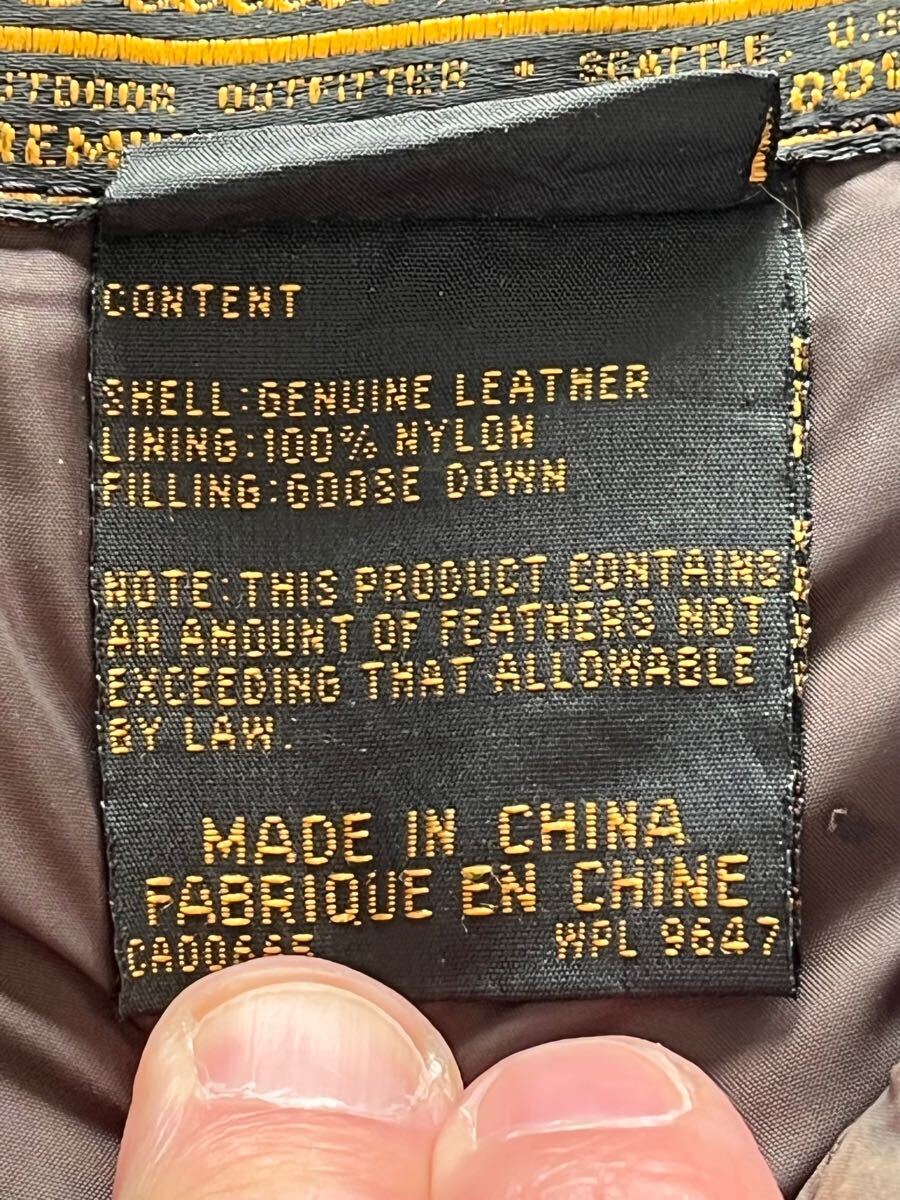 OUTFITTER * SEATTLE, U.S
CONTENT
SHELL:GENUINE LEATHER
LINING:100% NYLON
FILLING:GOOSE DOWN
NOTE:THIS PRODUCT CONTAINS
AN AMOUNT OF FEATHERS NOT
EXCEEDING THAT ALLOWABLE
BY LAW.
MADE IN CHINA
FABRIQUE EN CHINE
WPL 9647